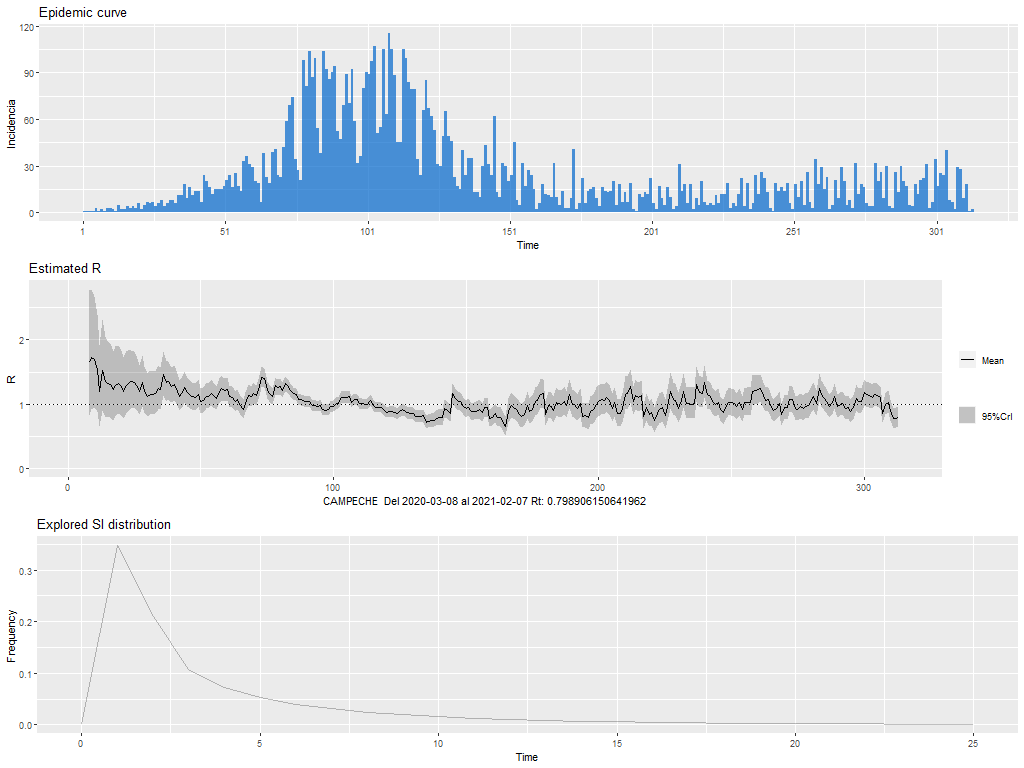 Epidemic curve
120
90
60
30
0
Incidencia
1
51
101
151
201
251
301
Time
Estimated R
2
1
0
R
0
100
200
300
CAMPECHE Del 2020-03-08 al 2021-02-07 Rt: 0.798906150641962
Mean
95%CrI
Explored SI distribution
0.3
0.2
0.1
0.0
Frequency
0
5
10
15
20
25
Time